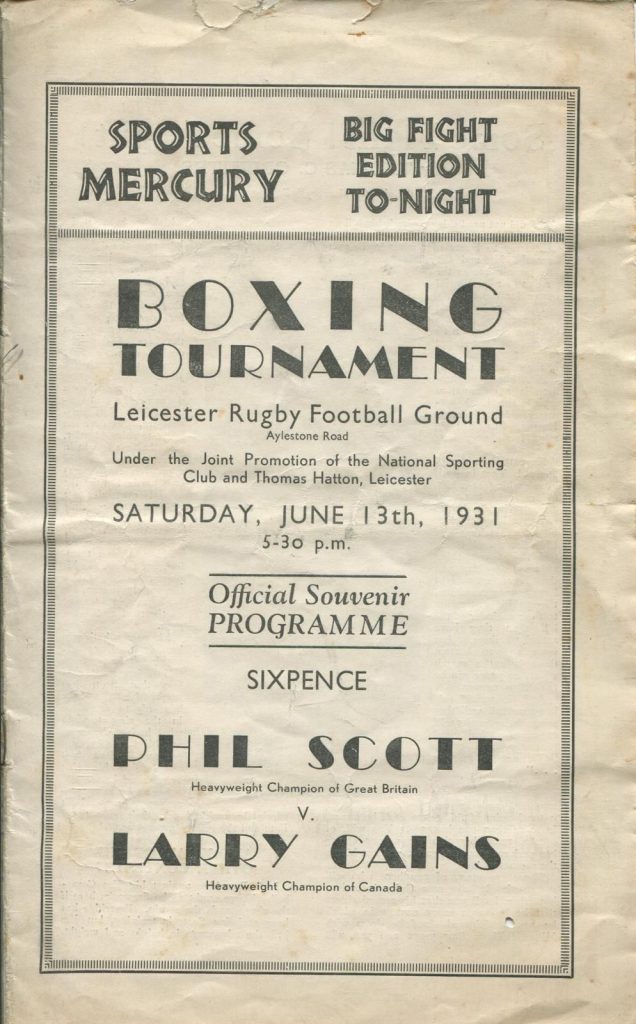 SPORTS
MERCURY
BIG FIGHT
EDITION
TO-NIGHT
BOXING
TOURNAMENT
Leicester Rugby Football Ground
Aylestone Road
Under the Joint Promotion of the National Sporting
Club and Thomas Hatton, Leicester
SATURDAY, JUNE 13th, 1931
5-30 p.m.
Official Souvenir
PROGRAMME
SIXPENCE
PHIL SCOTT
Heavyweight Champion of Great Britain
V.
LARRY GAINS
Heavyweight Champion of Canada